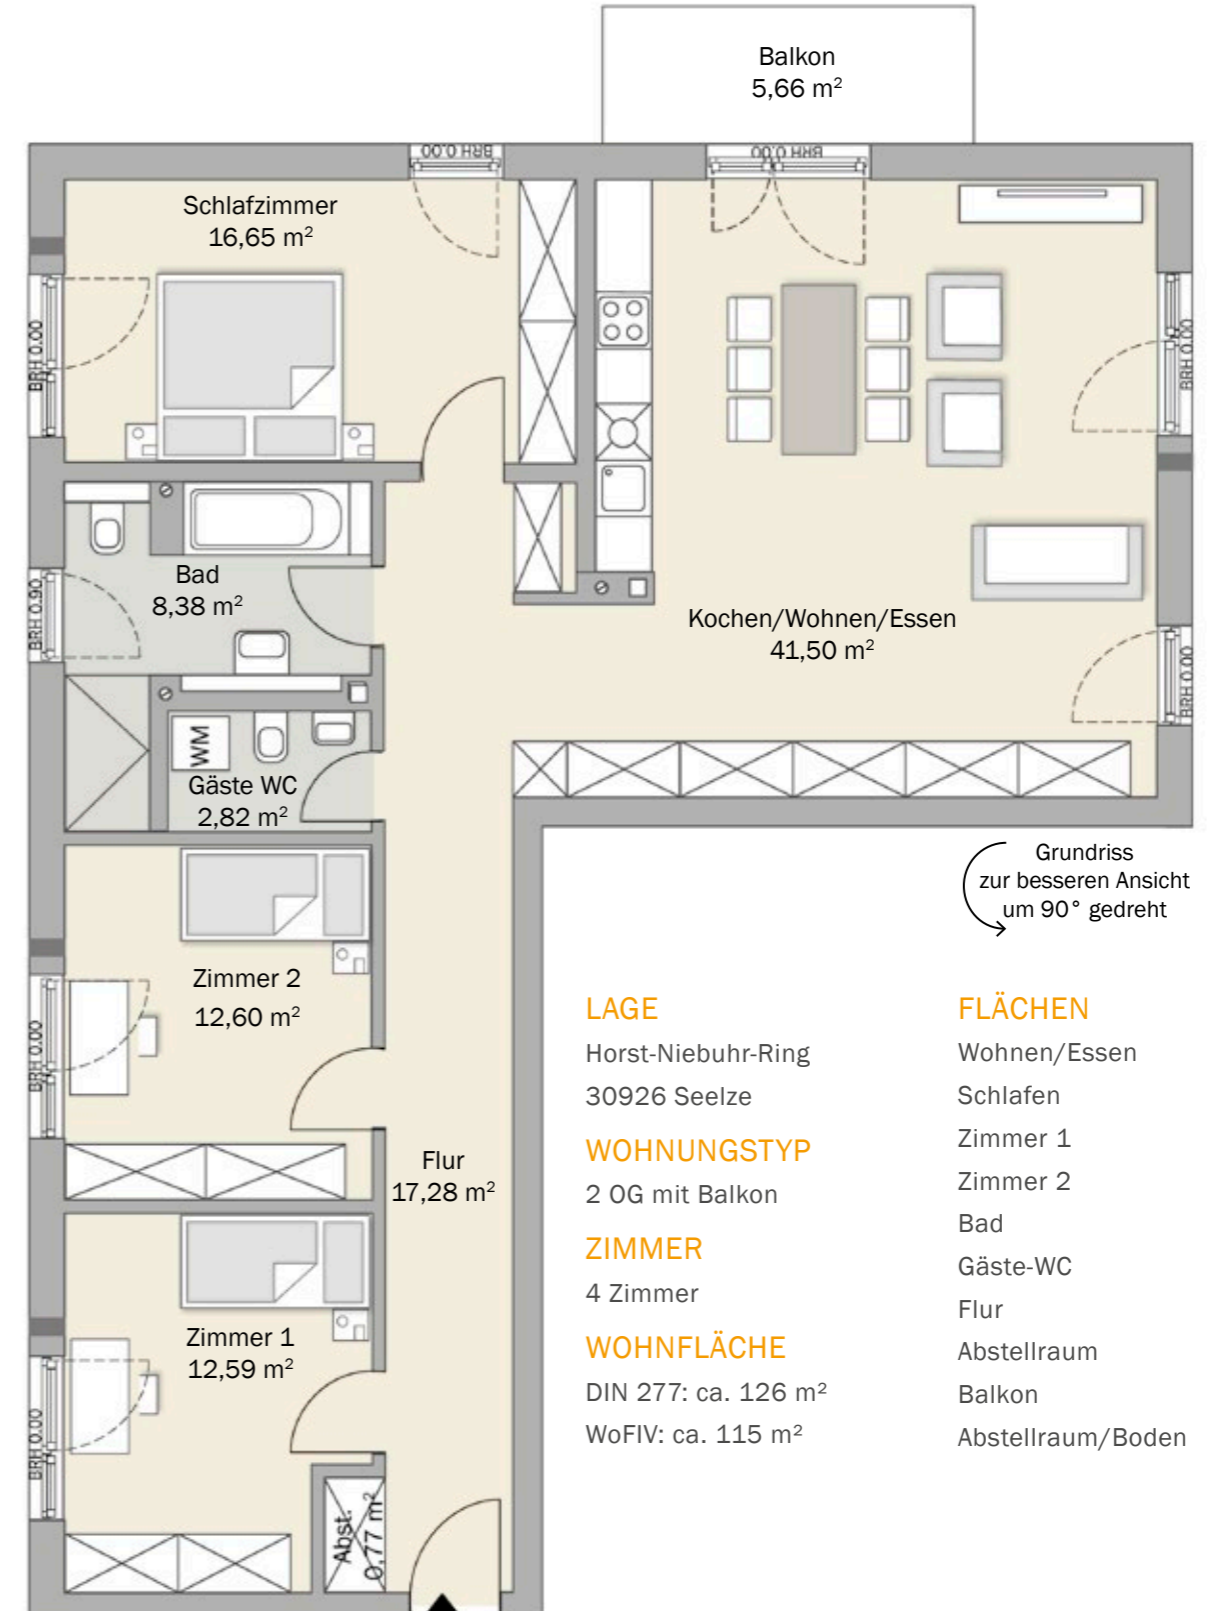 Balkon
5,66 m²
BRH 0.00
BRH 0.00
Schlafzimmer
16,65 m²
BRH 0.00
BRH 0.00
Bad
8,38 m²
BRH 0.90
Kochen/Wohnen/Essen
41,50 m²
BRH 0.00
WM
Gäste WC
2,82 m²
Grundriss
zur besseren Ansicht
um 90° gedreht
Zimmer 2
12,60 m²
BRH 0.00
Flur
17,28 m²
Zimmer 1
12,59 m²
BRH 0.00
Abst.
0,77 m²
LAGE
Horst-Niebuhr-Ring
30926 Seelze
WOHNUNGSTYP
2 OG mit Balkon
ZIMMER
4 Zimmer
WOHNFLÄCHE
DIN 277: ca. 126 m²
WoFIV: ca. 115 m²
FLÄCHEN
Wohnen/Essen
Schlafen
Zimmer 1
Zimmer 2
Bad
Gäste-WC
Flur
Abstellraum
Balkon
Abstellraum/Boden